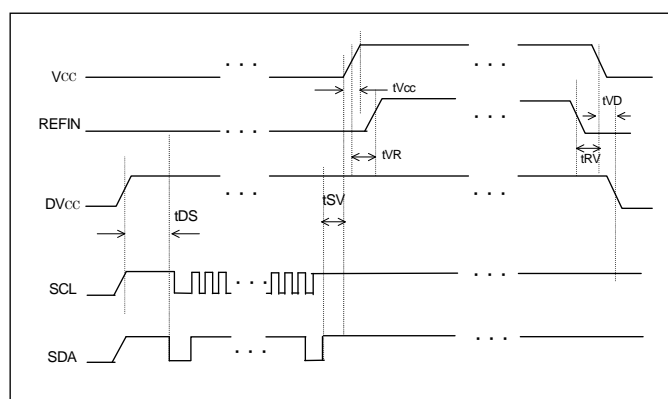 VCC
tVcc
REFIN
tVD
tVR
tRV
DVCC
tDS
tSV
SCL
SDA